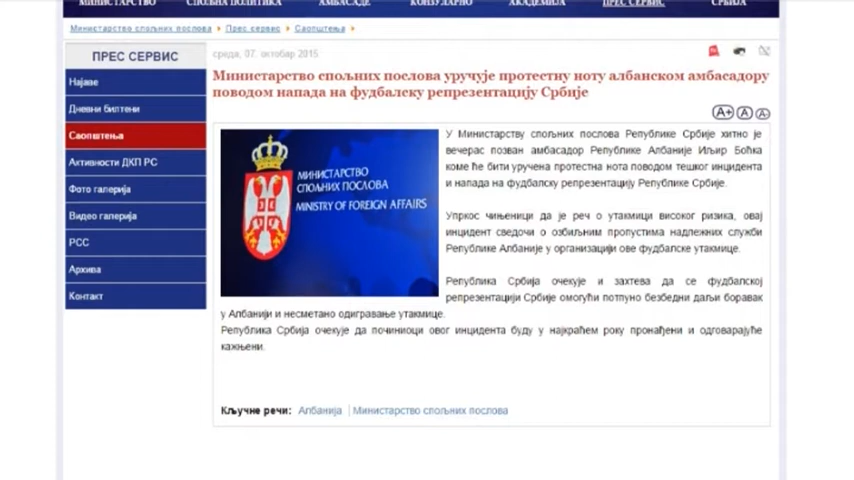 МИНИСТАРСТВО СПОЉНА ПОЛИТИКА АМБАСАДЕ КОНЗУЛАРНО АКАДЕМИЈА ПРЕС СЕРВИС СРБИЈА
Министарство спољних послова Прес сервис Саопштења
ПРЕС СЕРВИС
Најаве
Дневни билтени
Саопштења
Активности ДКП РС
Фото галерија
Видео галерија
РСС
Архива
Контакт
среда, 07. октобар 2015
Министарство спољних послова уручује протестну ноту албанском амбасадору
поводом напада на фудбалску репрезентацију Србије
A+ A A-
МИНИСТАРСТВО
СПОЉНИХ ПОСЛОВА
MINISTRY OF FOREIGN AFFAIRS
У Министарству спољних послова Републике Србије хитно је
вечерас позван амбасадор Републике Албаније Иљир Боћка
коме ће бити уручена протестна нота поводом тешког инцидента
и напада на фудбалску репрезентацију Републике Србије.
Упркос чињеници да је реч о утакмици високог ризика, овај
инцидент сведочи о озбиљним пропустима надлежних служби
Републике Албаније у организацији ове фудбалске утакмице.
Република Србија очекује и захтева да се фудбалској
репрезентацији Србије омогући потпуно безбедни даљи боравак
у Албанији и несметано одигравање утакмице.
Република Србија очекује да починиоци овог инцидента буду у најкраћем року пронађени и одговарајуће
кажњени.
Кључне речи: Албанија Министарство спољних послова